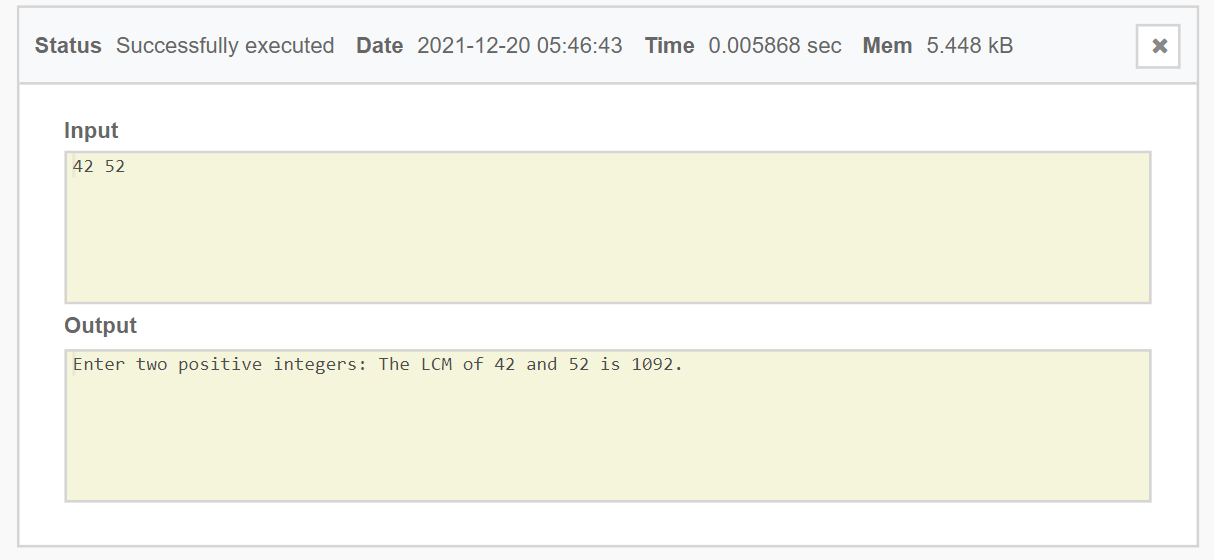 Status Successfully executed Date 2021-12-20 05:46:43 Time 0.005868 sec Mem 5.448 kB
Input
42 52
Output
Enter two positive integers: The LCM of 42 and 52 is 1092.